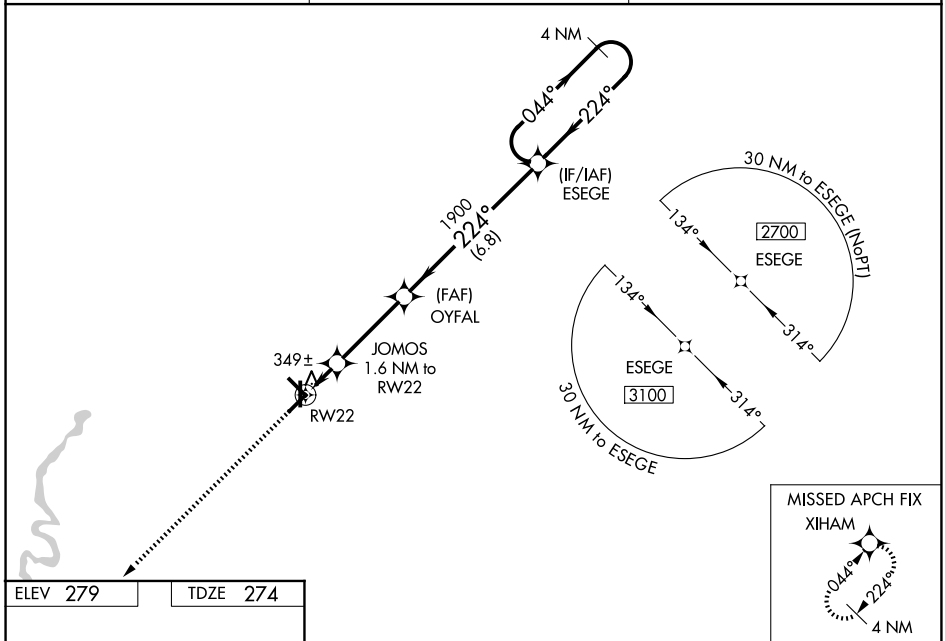 4 NM
044°
224°
(IF/IAF)
ESEGE
1900
224°
(6.8)
(FAF)
OYFAL
JOMOS
1.6 NM to
RW22
349±
RW22
30 NM to ESEGE (NoPT)
134°
2700
ESEGE
314°
134°
ESEGE
3100
314°
30 NM to ESEGE
MISSED APCH FIX
XIHAM
044°
224°
4 NM
ELEV 279
TDZE 274